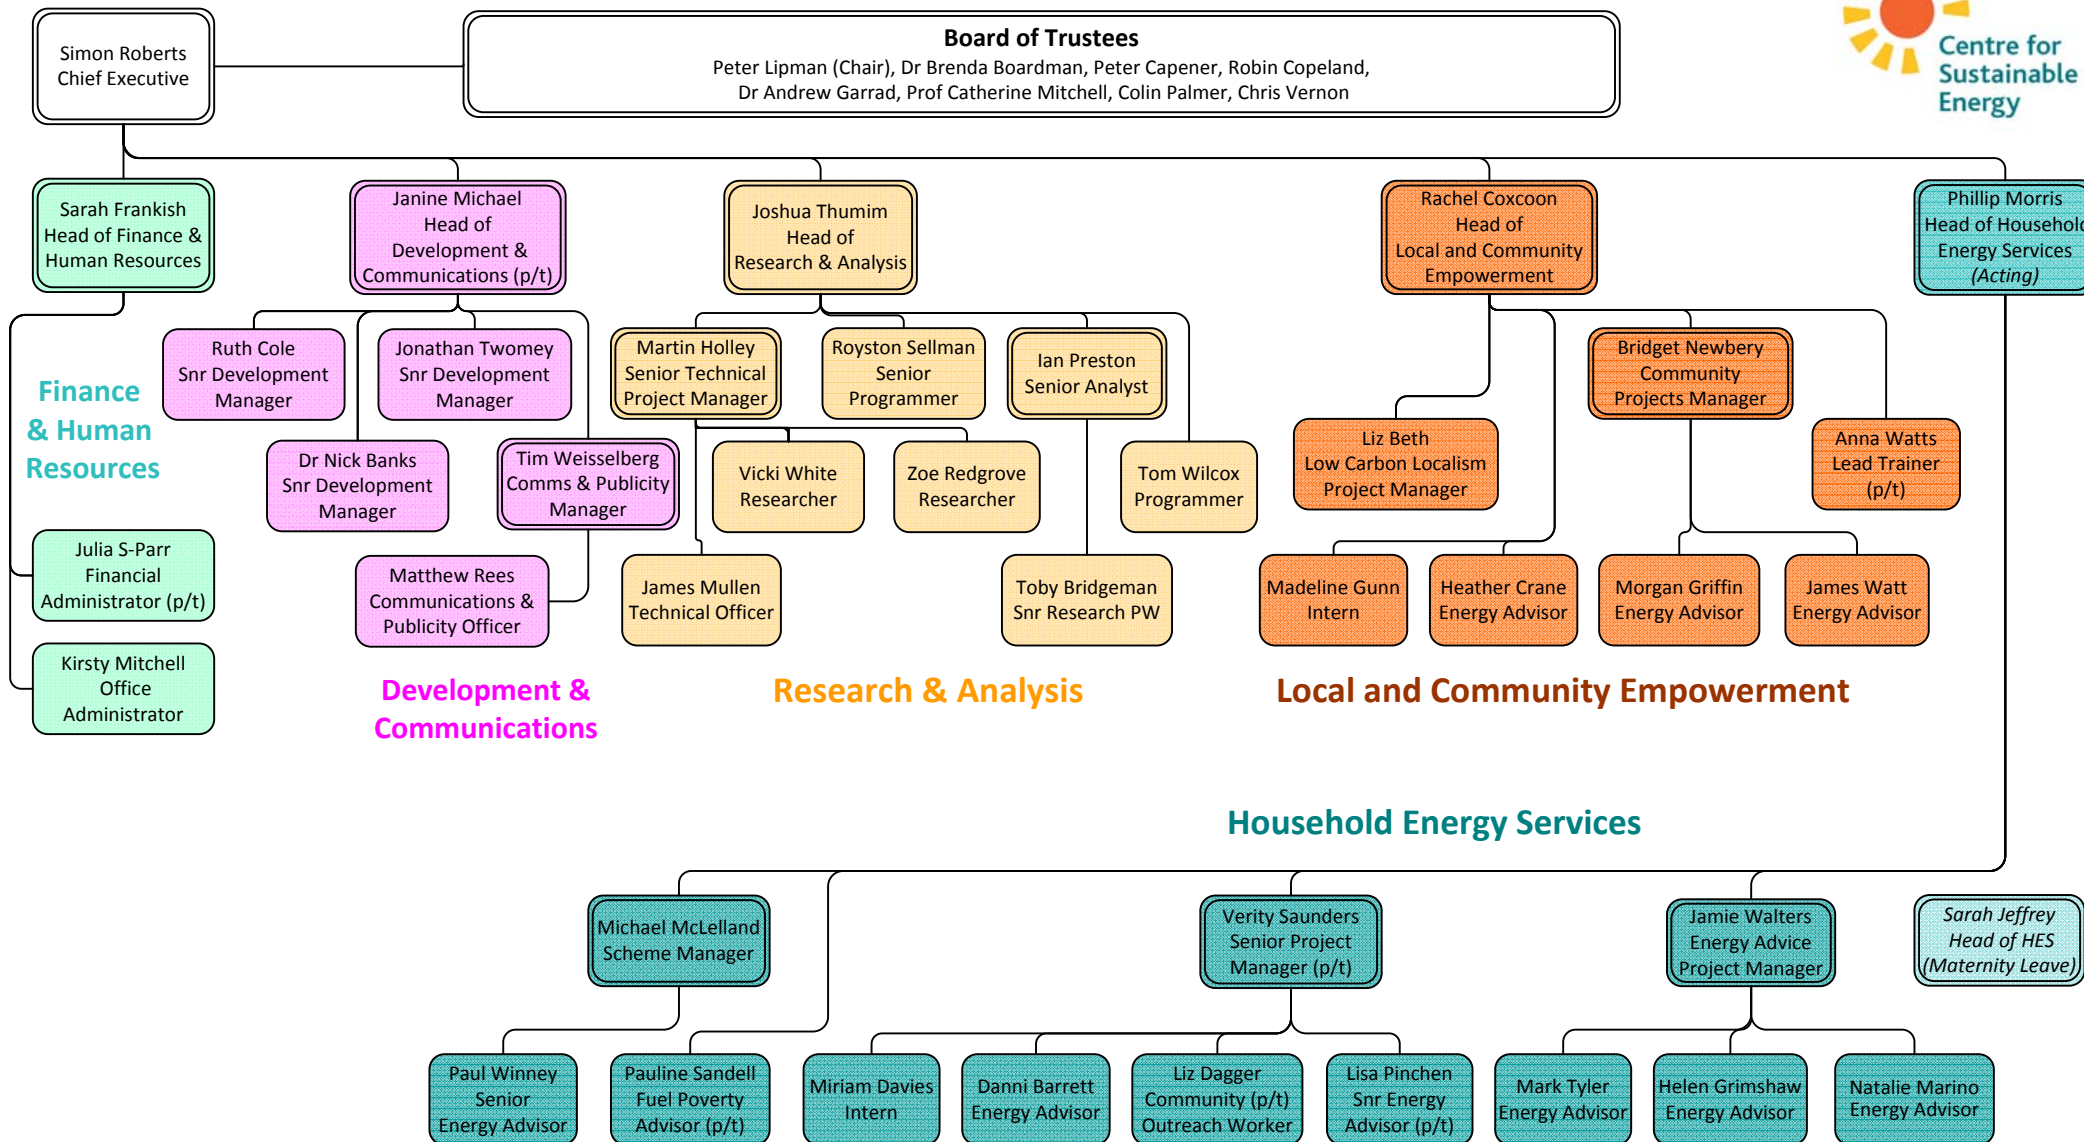 Simon Roberts
Chief Executive
Board of Trustees
Peter Lipman (Chair), Dr Brenda Boardman, Peter Capener, Robin Copeland,
Dr Andrew Garrad, Prof Catherine Mitchell, Colin Palmer, Chris Vernon
Centre for
Sustainable
Energy
Sarah Frankish
Head of Finance &
Human Resources
Janine Michael
Head of
Development &
Communications (p/t)
Joshua Thumim
Head of
Research & Analysis
Rachel Coxcoon
Head of
Local and Community
Empowerment
Phillip Morris
Head of Household
Energy Services
(Acting)
Ruth Cole
Snr Development
Manager
Jonathan Twomey
Snr Development
Manager
Martin Holley
Senior Technical
Project Manager
Royston Sellman
Senior
Programmer
Ian Preston
Senior Analyst
Bridget Newbery
Community
Projects Manager
Finance
& Human
Resources
Dr Nick Banks
Snr Development
Manager
Tim Weisselberg
Comms & Publicity
Manager
Vicki White
Researcher
Zoe Redgrove
Researcher
Tom Wilcox
Programmer
Liz Beth
Low Carbon Localism
Project Manager
Anna Watts
Lead Trainer
(p/t)
Julia S-Parr
Financial
Administrator (p/t)
Matthew Rees
Communications &
Publicity Officer
James Mullen
Technical Officer
Toby Bridgeman
Snr Research PW
Madeline Gunn
Intern
Heather Crane
Energy Advisor
Morgan Griffin
Energy Advisor
James Watt
Energy Advisor
Kirsty Mitchell
Office
Administrator
Development &
Communications
Research & Analysis
Local and Community Empowerment
Household Energy Services
Michael McLelland
Scheme Manager
Verity Saunders
Senior Project
Manager (p/t)
Jamie Walters
Energy Advice
Project Manager
Sarah Jeffrey
Head of HES
(Maternity Leave)
Paul Winney
Senior
Energy Advisor
Pauline Sandell
Fuel Poverty
Advisor (p/t)
Miriam Davies
Intern
Danni Barrett
Energy Advisor
Liz Dagger
Community (p/t)
Outreach Worker
Lisa Pinchen
Snr Energy
Advisor (p/t)
Mark Tyler
Energy Advisor
Helen Grimshaw
Energy Advisor
Natalie Marino
Energy Advisor